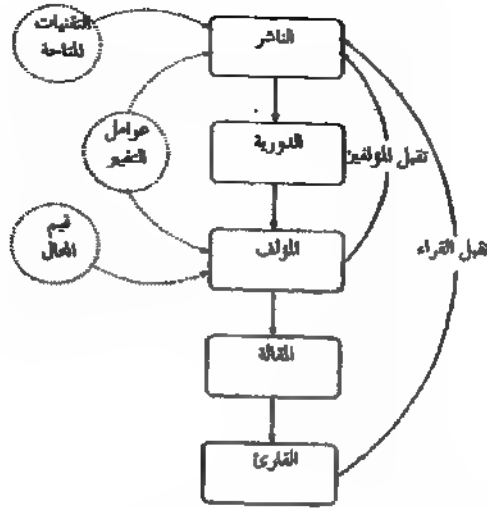 التقنيات
المتاحة
الناشر
عوامل
التغير
الدورية
تقبل المؤلفين
قيم
المجال
المؤلف
تقبل القراء
المقالة
القارئ